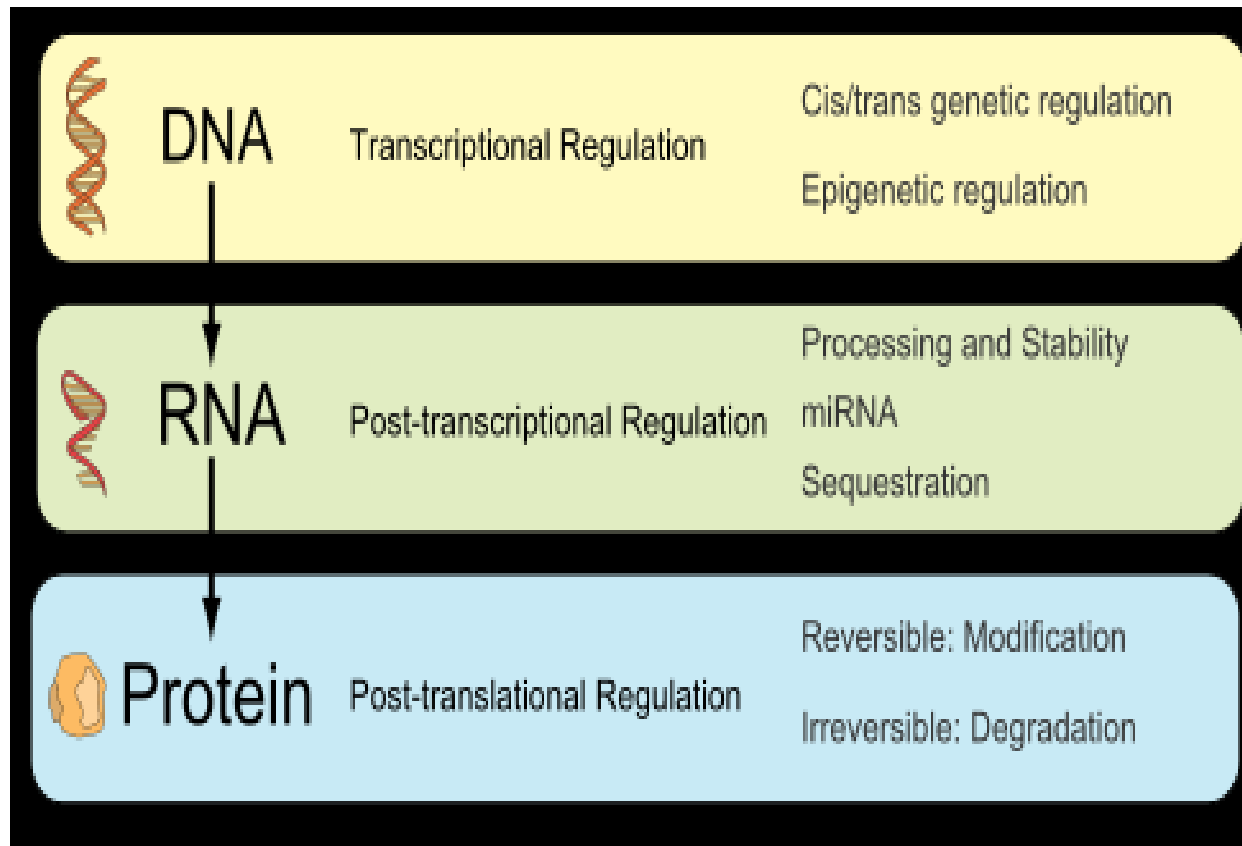 DNA
Transcriptional Regulation
Cis/trans genetic regulation
Epigenetic regulation
RNA
Post-transcriptional Regulation
Processing and Stability
miRNA
Sequestration
Protein
Post-translational Regulation
Reversible: Modification
Irreversible: Degradation